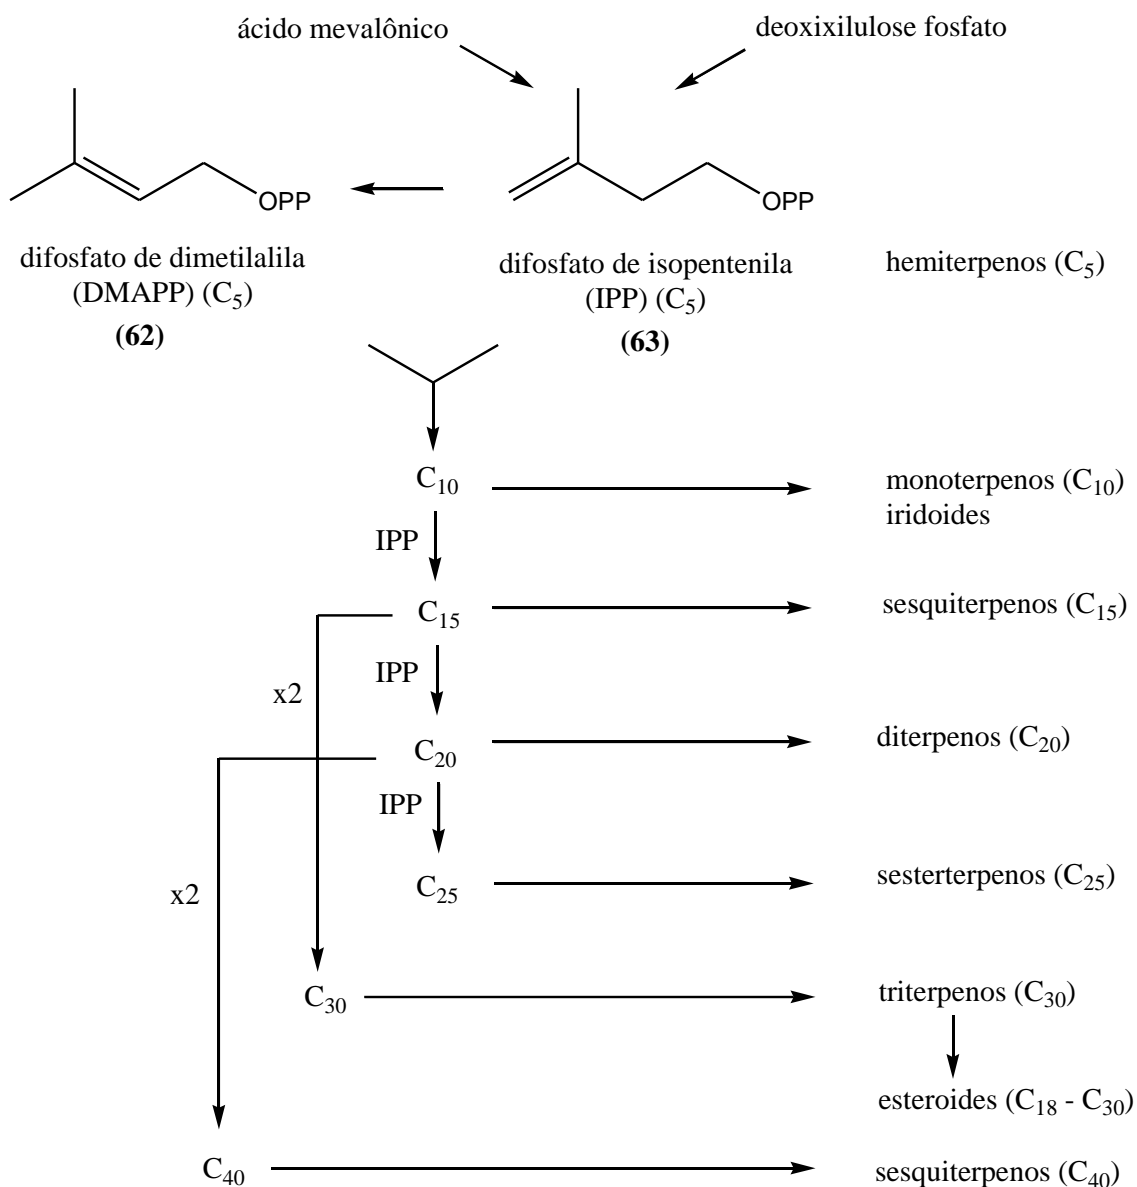 ácido mevalônico
deoxixilulose fosfato
OPP
OPP
difosfato de dimetilalila
(DMAPP) (C5)
(62)
difosfato de isopentenila
(IPP) (C5)
(63)
hemiterpenos (C5)
C10
monoterpenos (C10)
iridoides
IPP
C15
sesquiterpenos (C15)
IPP
x2
C20
diterpenos (C20)
IPP
x2
C25
sesterterpenos (C25)
C30
triterpenos (C30)
esteroides (C18 - C30)
C40
sesquiterpenos (C40)